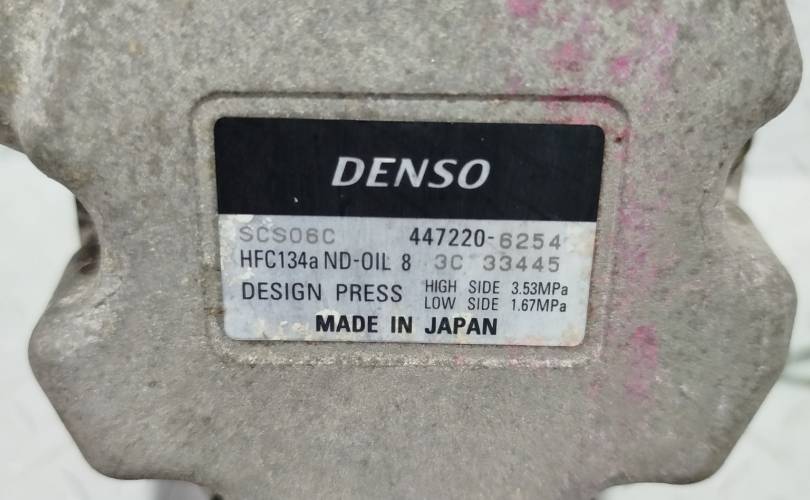 DENSO
SCS06C 447220-6254
HFC134a ND-OIL 8 3C 33445
DESIGN PRESS HIGH SIDE 3.53MPa
LOW SIDE 1.67MPa
MADE IN JAPAN